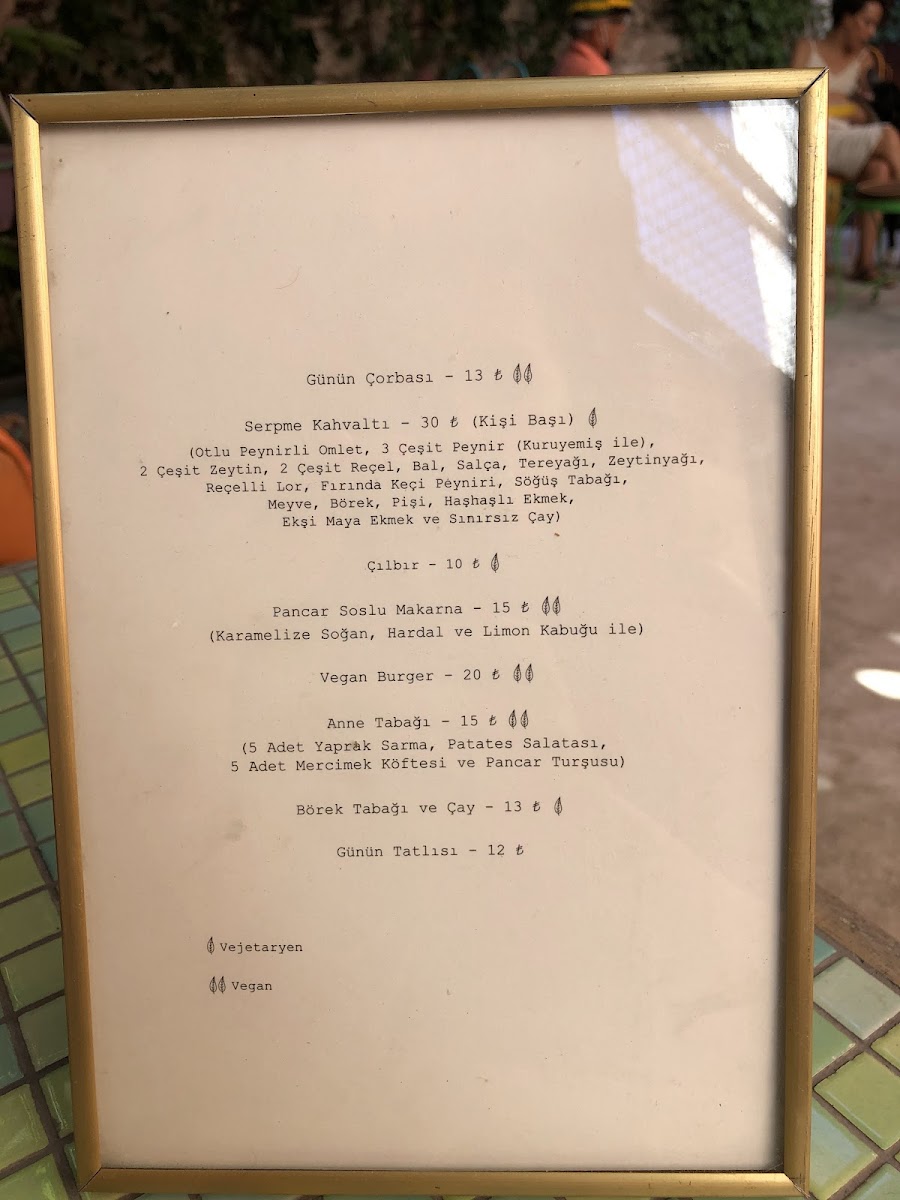 Günün Çorbası - 13 ₺
Serpme Kahvaltı - 30 ₺ (Kişi Başı)
(Otlu Peynirli Omlet, 3 Çeşit Peynir (Kuruyemiş ile),
2 Çeşit Zeytin, 2 Çeşit Reçel, Bal, Salça, Tereyağı, Zeytinyağı,
Reçelli Lor, Fırında Keçi Peyniri, Söğüş Tabağı,
Meyve, Börek, Pişi, Haşhaşlı Ekmek,
Ekşi Maya Ekmek ve Sınırsız Çay)
Çılbır - 10 ₺
Pancar Soslu Makarna - 15 ₺
(Karamelize Soğan, Hardal ve Limon Kabuğu ile)
Vegan Burger - 20 ₺
Anne Tabağı - 15 ₺
(5 Adet Yaprak Sarma, Patates Salatası,
5 Adet Mercimek Köftesi ve Pancar Turşusu)
Börek Tabağı ve Çay - 13 ₺
Günün Tatlısı - 12 ₺
Vejetaryen
Vegan